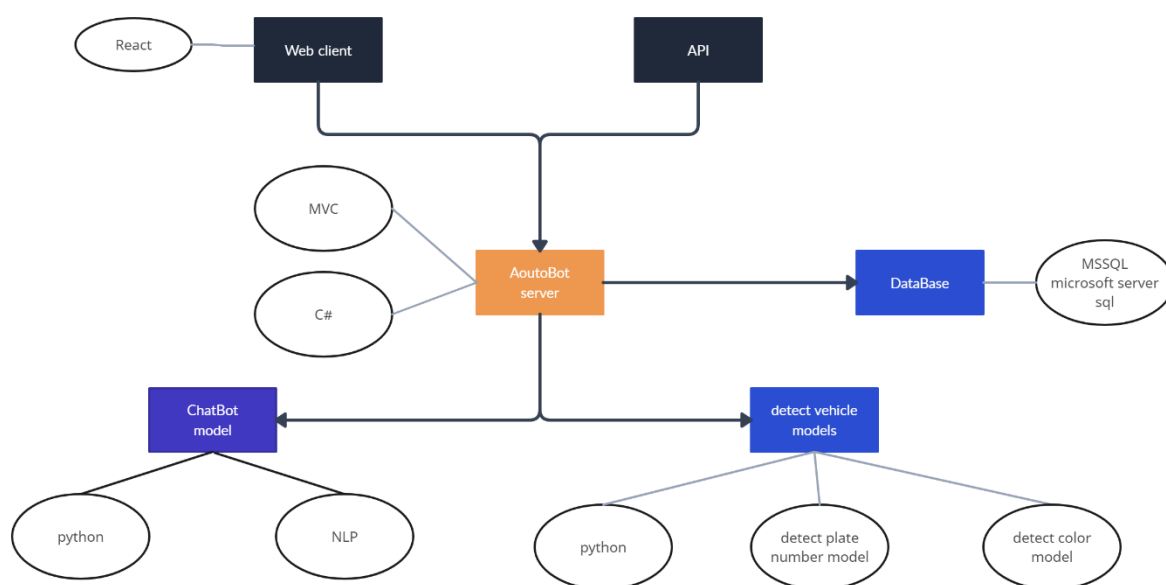 React
Web client
API
MVC
AoutoBot
server
DataBase
MSSQL
microsoft server
sql
C#
ChatBot
model
detect vehicle
models
python
NLP
python
detect plate
number model
detect color
model